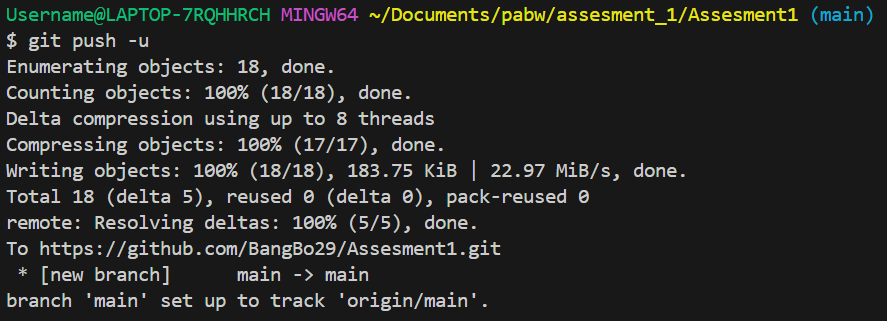 Username@LAPTOP-7RQHHRCH MINGW64 ~/Documents/pabw/assesment_1/Assesment1 (main)
$ git push -u
Enumerating objects: 18, done.
Counting objects: 100% (18/18), done.
Delta compression using up to 8 threads
Compressing objects: 100% (17/17), done.
Writing objects: 100% (18/18), 183.75 KiB | 22.97 MiB/s, done.
Total 18 (delta 5), reused 0 (delta 0), pack-reused 0
remote: Resolving deltas: 100% (5/5), done.
To https://github.com/BangBo29/Assesment1.git
 * [new branch]      main -> main
branch 'main' set up to track 'origin/main'.